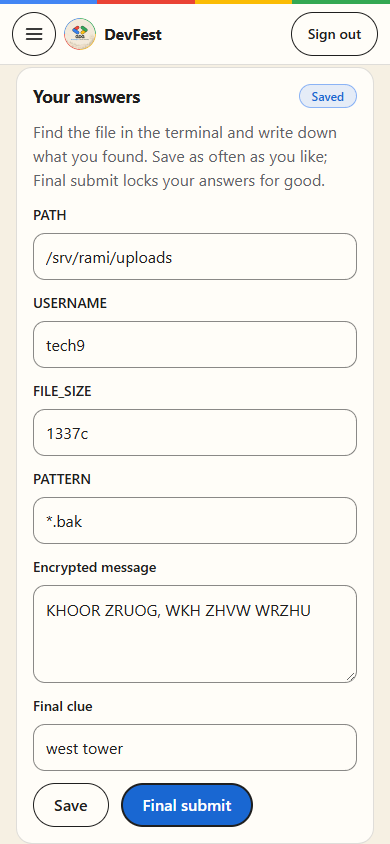 DevFest
Sign out
Your answers
Saved
Find the file in the terminal and write down
what you found. Save as often as you like;
Final submit locks your answers for good.
PATH
/srv/rami/uploads
USERNAME
tech9
FILE_SIZE
1337c
PATTERN
*.bak
Encrypted message
KHOOR ZRUOG, WKH ZHVW WRZHU
Final clue
west tower
Save
Final submit